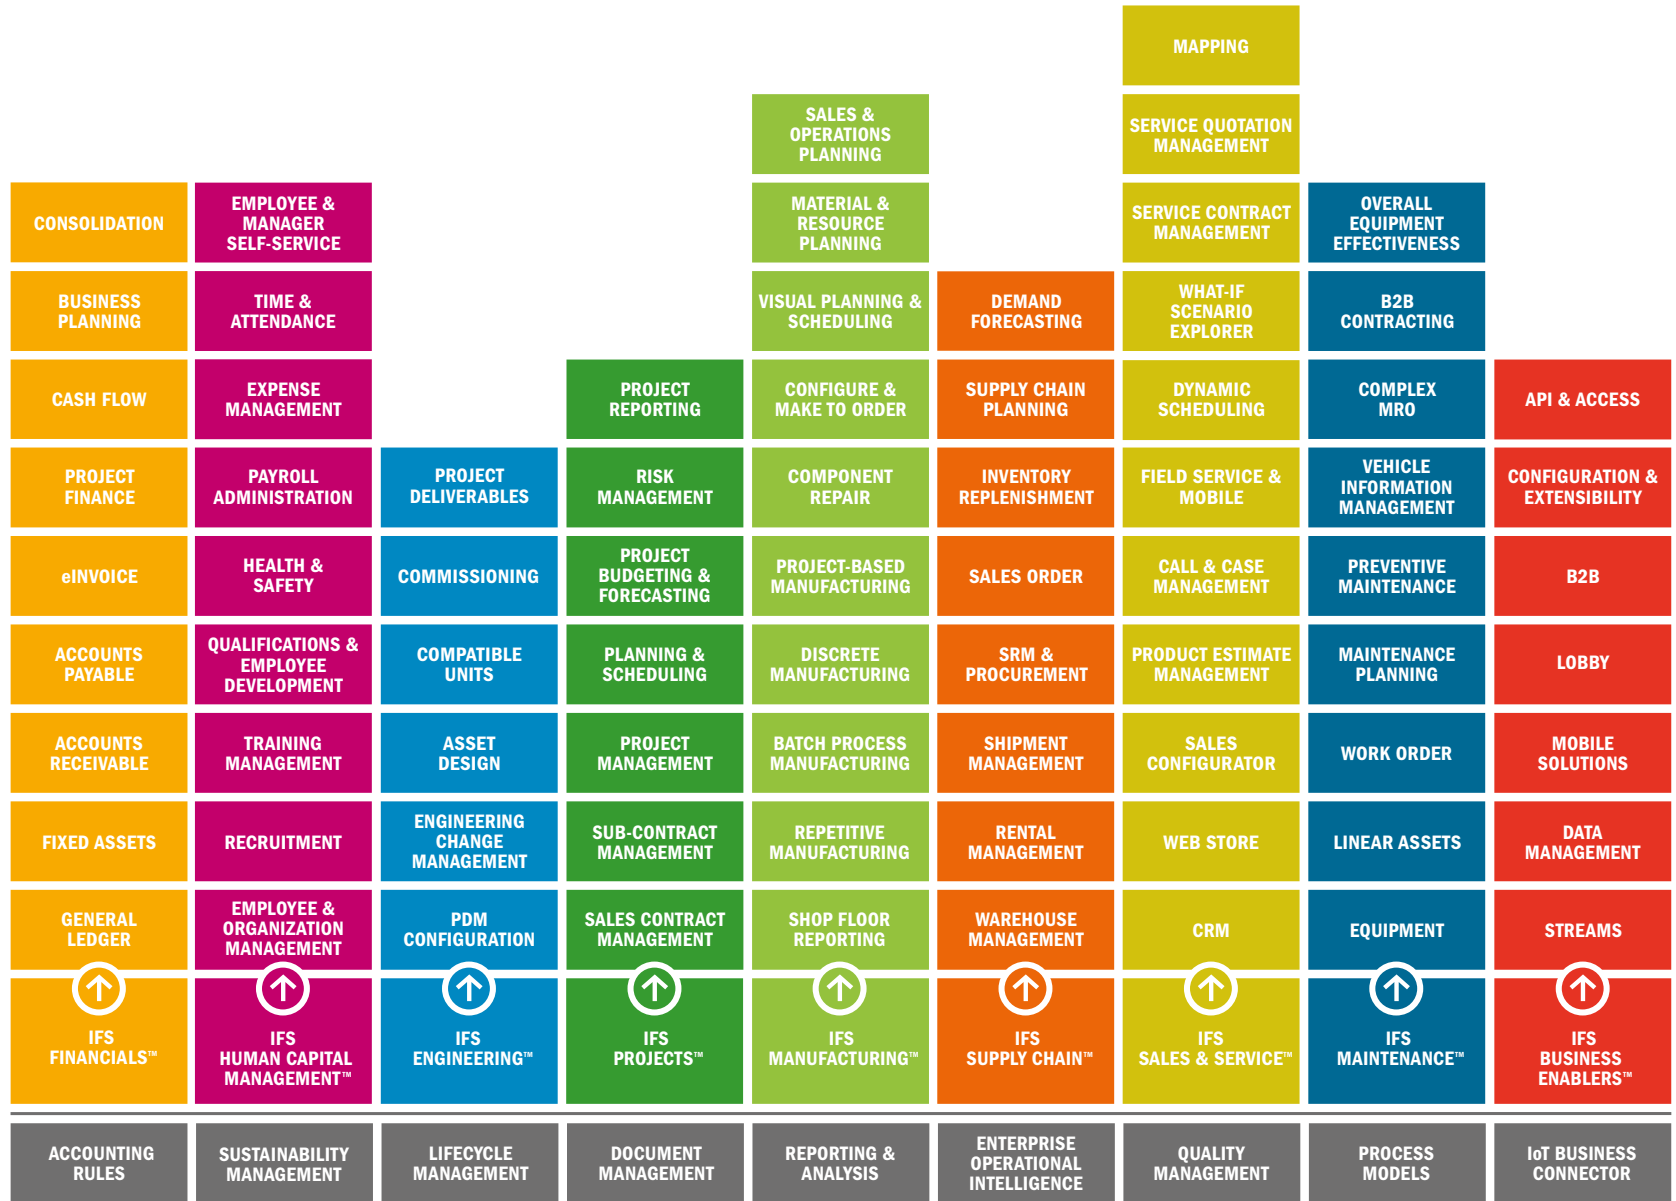 MAPPING
SALES &
OPERATIONS
PLANNING
SERVICE QUOTATION
MANAGEMENT
CONSOLIDATION
EMPLOYEE &
MANAGER
SELF-SERVICE
MATERIAL &
RESOURCE
PLANNING
SERVICE CONTRACT
MANAGEMENT
OVERALL
EQUIPMENT
EFFECTIVENESS
BUSINESS
PLANNING
TIME &
ATTENDANCE
VISUAL PLANNING &
SCHEDULING
DEMAND
FORECASTING
WHAT-IF
SCENARIO
EXPLORER
B2B
CONTRACTING
CASH FLOW
EXPENSE
MANAGEMENT
PROJECT
REPORTING
CONFIGURE &
MAKE TO ORDER
SUPPLY CHAIN
PLANNING
DYNAMIC
SCHEDULING
COMPLEX
MRO
API & ACCESS
PROJECT
FINANCE
PAYROLL
ADMINISTRATION
PROJECT
DELIVERABLES
RISK
MANAGEMENT
COMPONENT
REPAIR
INVENTORY
REPLENISHMENT
FIELD SERVICE &
MOBILE
VEHICLE
INFORMATION
MANAGEMENT
CONFIGURATION &
EXTENSIBILITY
eINVOICE
HEALTH &
SAFETY
COMMISSIONING
PROJECT
BUDGETING &
FORECASTING
PROJECT-BASED
MANUFACTURING
SALES ORDER
CALL & CASE
MANAGEMENT
PREVENTIVE
MAINTENANCE
B2B
ACCOUNTS
PAYABLE
QUALIFICATIONS &
EMPLOYEE
DEVELOPMENT
COMPATIBLE
UNITS
PLANNING &
SCHEDULING
DISCRETE
MANUFACTURING
SRM &
PROCUREMENT
PRODUCT ESTIMATE
MANAGEMENT
MAINTENANCE
PLANNING
LOBBY
ACCOUNTS
RECEIVABLE
TRAINING
MANAGEMENT
ASSET
DESIGN
PROJECT
MANAGEMENT
BATCH PROCESS
MANUFACTURING
SHIPMENT
MANAGEMENT
SALES
CONFIGURATOR
WORK ORDER
MOBILE
SOLUTIONS
FIXED ASSETS
RECRUITMENT
ENGINEERING
CHANGE
MANAGEMENT
SUB-CONTRACT
MANAGEMENT
REPETITIVE
MANUFACTURING
RENTAL
MANAGEMENT
WEB STORE
LINEAR ASSETS
DATA
MANAGEMENT
GENERAL
LEDGER
EMPLOYEE &
ORGANIZATION
MANAGEMENT
PDM
CONFIGURATION
SALES CONTRACT
MANAGEMENT
SHOP FLOOR
REPORTING
WAREHOUSE
MANAGEMENT
CRM
EQUIPMENT
STREAMS
IFS
FINANCIALS™
IFS
HUMAN CAPITAL
MANAGEMENT™
IFS
ENGINEERING™
IFS
PROJECTS™
IFS
MANUFACTURING™
IFS
SUPPLY CHAIN™
IFS
SALES & SERVICE™
IFS
MAINTENANCE™
IFS
BUSINESS
ENABLERS™
ACCOUNTING
RULES
SUSTAINABILITY
MANAGEMENT
LIFECYCLE
MANAGEMENT
DOCUMENT
MANAGEMENT
REPORTING &
ANALYSIS
ENTERPRISE
OPERATIONAL
INTELLIGENCE
QUALITY
MANAGEMENT
PROCESS
MODELS
IoT BUSINESS
CONNECTOR